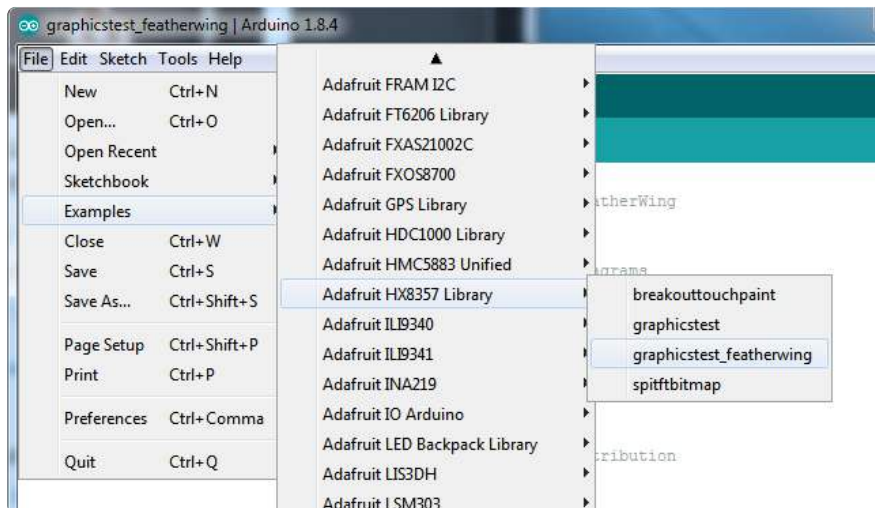 graphicstest_featherwing | Arduino 1.8.4
File Edit Sketch Tools Help
New Ctrl+N
Open... Ctrl+O
Open Recent
Sketchbook
Examples
Close Ctrl+W
Save Ctrl+S
Save As... Ctrl+Shift+S
Page Setup Ctrl+Shift+P
Print Ctrl+P
Preferences Ctrl+Comma
Quit Ctrl+Q
Adafruit FRAM I2C
Adafruit FT6206 Library
Adafruit FXAS21002C
Adafruit FXOS8700
Adafruit GPS Library
Adafruit HDC1000 Library
Adafruit HMC5883 Unified
Adafruit HX8357 Library
Adafruit ILI9340
Adafruit ILI9341
Adafruit INA219
Adafruit IO Arduino
Adafruit LED Backpack Library
Adafruit LIS3DH
Adafruit LSM303
breakouttouchpaint
graphicstest
graphicstest_featherwing
spitftbitmap
atherWing
ograms
tribution